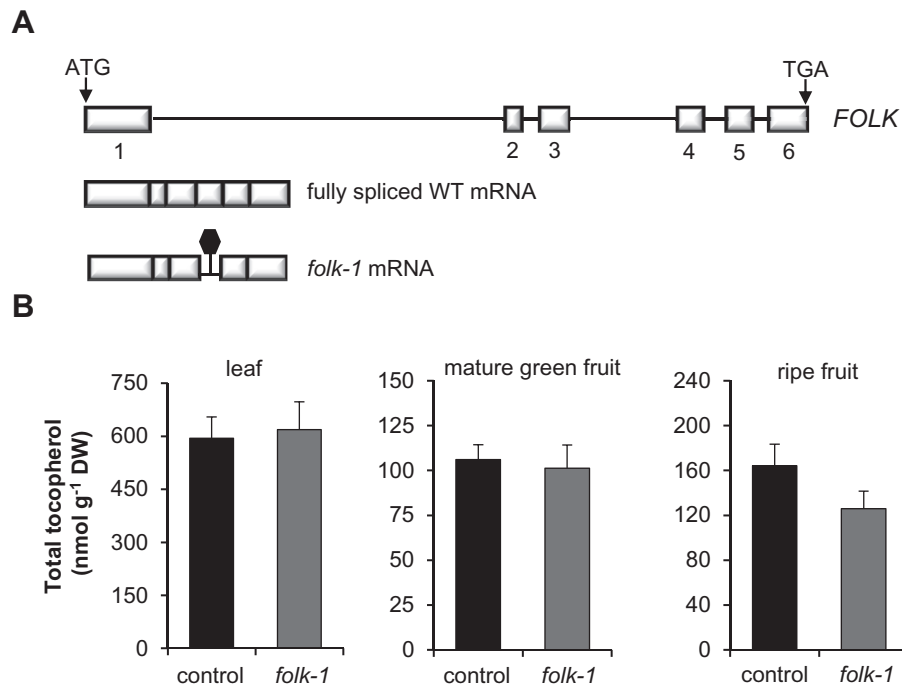 A
ATG
TGA
FOLK
1 2 3 4 5 6
fully spliced WT mRNA
folk-1 mRNA
B
Total tocopherol
(nmol g-1 DW)
leaf
750
600
450
300
150
0
control folk-1
mature green fruit
150
125
100
75
50
25
0
control folk-1
ripe fruit
240
200
160
120
80
40
0
control folk-1